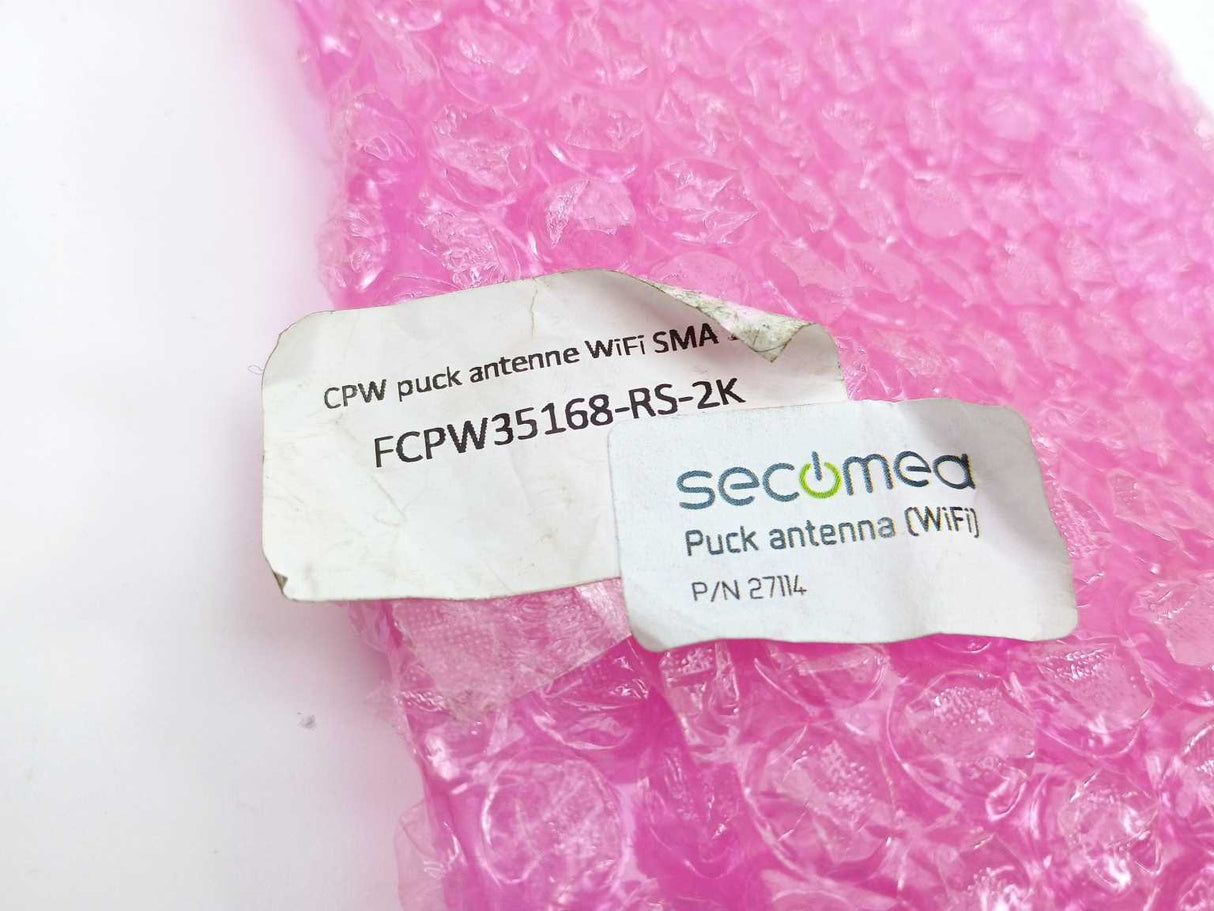 CPW puck antenne WiFi SMA
FCPW35168-RS-2K
secomea
Puck antenna (WiFi)
P/N 27114